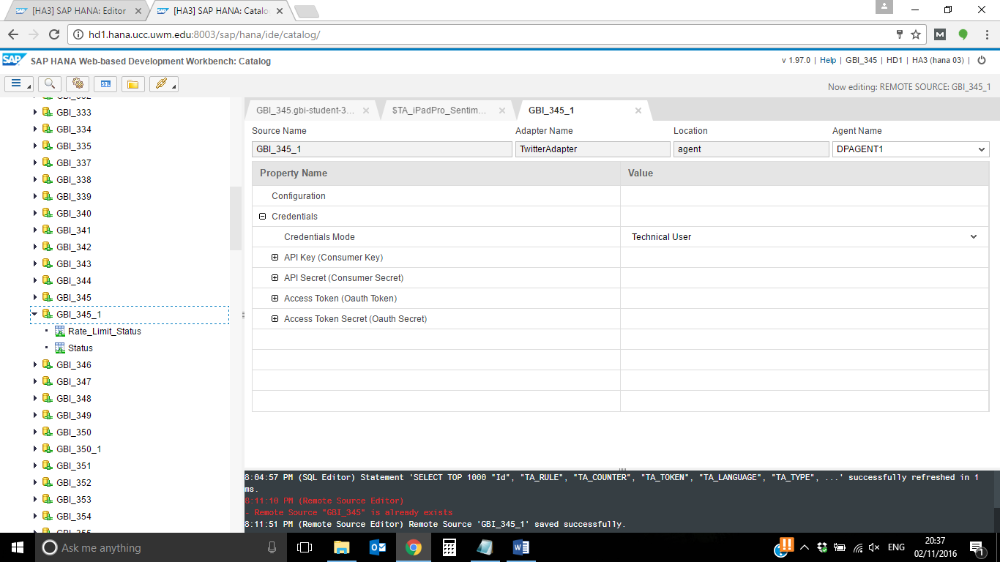 [HA3] SAP HANA: Editor
[HA3] SAP HANA: Catalo
hd1.hana.ucc.uwm.edu:8003/sap/hana/ide/catalog/
SAP HANA Web-based Development Workbench: Catalog
v 1.97.0 | Help | GBI_345 | HD1 | HA3 (hana 03) |
SQL
Now editing: REMOTE SOURCE: GBI_345_1
GBI_332
GBI_333
GBI_334
GBI_335
GBI_337
GBI_338
GBI_339
GBI_340
GBI_341
GBI_342
GBI_343
GBI_344
GBI_345
GBI_345_1
Rate_Limit_Status
Status
GBI_346
GBI_347
GBI_348
GBI_349
GBI_350
GBI_350_1
GBI_351
GBI_352
GBI_353
GBI_354
GBI_355
GBI_345.gbi-student-3...
$TA_iPadPro_Sentim...
GBI_345_1
Source Name Adapter Name Location Agent Name
GBI_345_1 TwitterAdapter agent DPAGENT1
Property Name Value
Configuration
Credentials
Credentials Mode Technical User
API Key (Consumer Key)
API Secret (Consumer Secret)
Access Token (Oauth Token)
Access Token Secret (Oauth Secret)
8:04:57 PM (SQL Editor) Statement 'SELECT TOP 1000 "Id", "TA_RULE", "TA_COUNTER", "TA_TOKEN", "TA_LANGUAGE", "TA_TYPE", ...' successfully refreshed in 1
ms.
8:11:10 PM (Remote Source Editor)
- Remote Source "GBI_345" is already exists
8:11:51 PM (Remote Source Editor) Remote Source 'GBI_345_1' saved successfully.
Ask me anything
ENG
20:37
02/11/2016
1